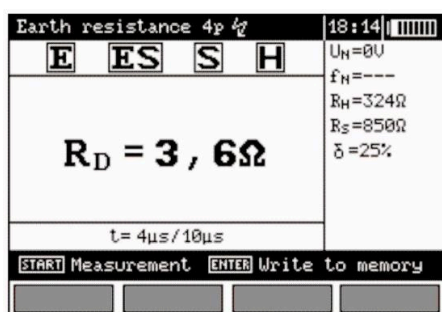 Earth resistance 4p
18:14
E ES S H
UN=0V
fN=---
RH=324Ω
RS=850Ω
δ=25%
RD = 3,6Ω
t= 4µs/10µs
START Measurement ENTER Write to memory